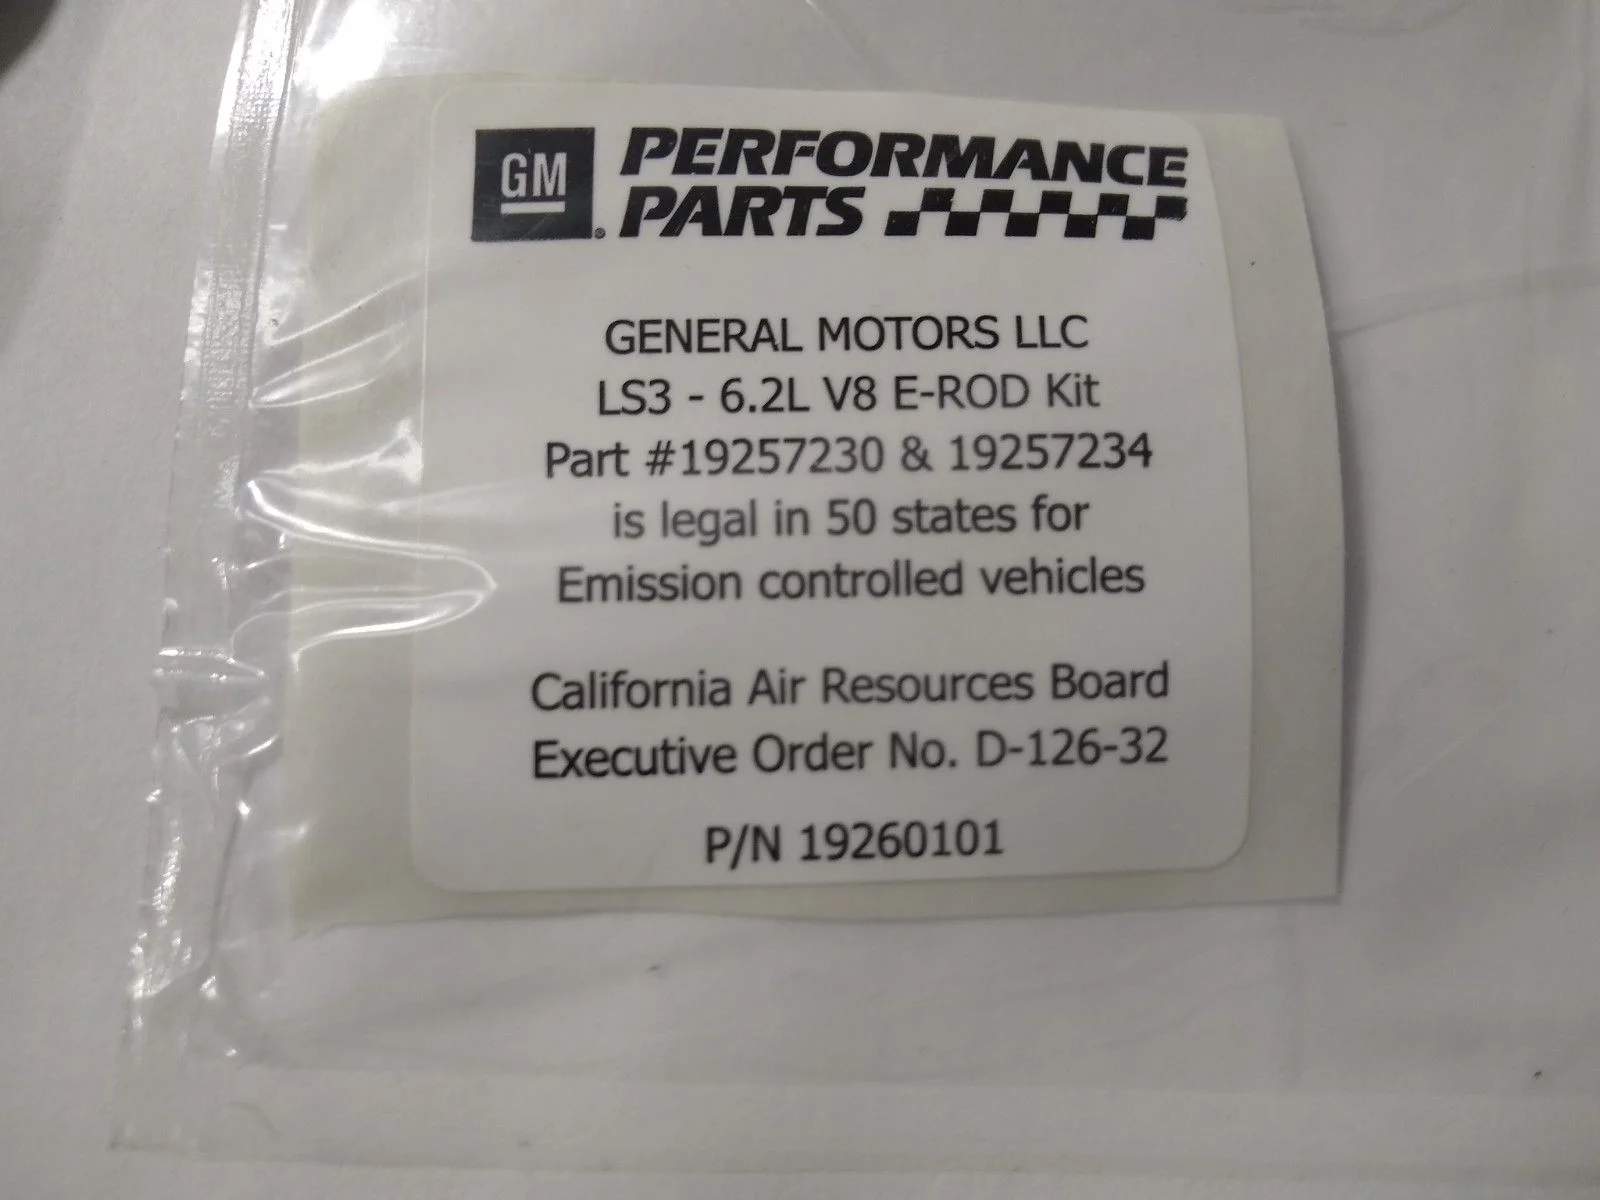 GM PERFORMANCE
PARTS
GENERAL MOTORS LLC
LS3 - 6.2L V8 E-ROD Kit
Part #19257230 & 19257234
is legal in 50 states for
Emission controlled vehicles
California Air Resources Board
Executive Order No. D-126-32
P/N 19260101